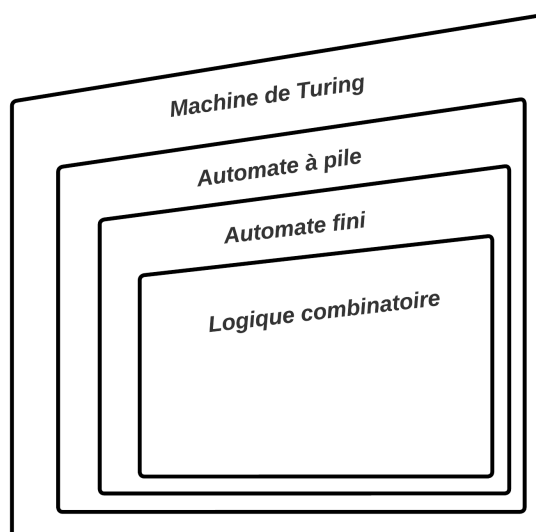 Machine de Turing
Automate à pile
Automate fini
Logique combinatoire